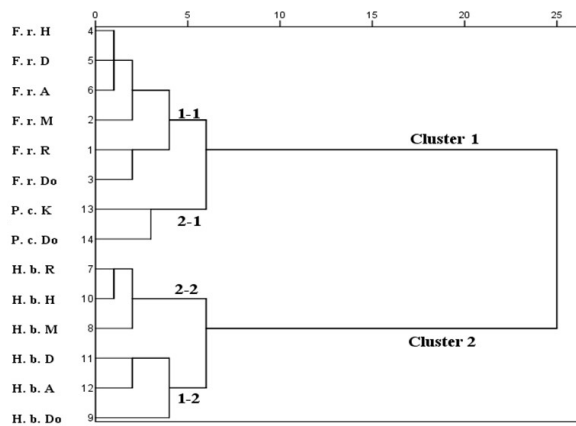 0 5 10 15 20 25
F. r. H 4
F. r. D 5
F. r. A 6
1-1
F. r. M 2
Cluster 1
F. r. R 1
F. r. Do 3
P. c. K 13
2-1
P. c. Do 14
H. b. R 7
2-2
H. b. H 10
H. b. M 8
Cluster 2
H. b. D 11
H. b. A 12
1-2
H. b. Do 9